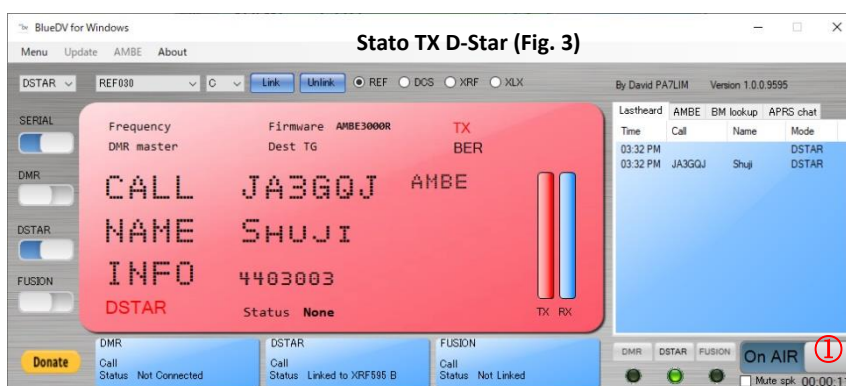 BlueDV for Windows
Stato TX D-Star (Fig. 3)
Menu Update AMBE About
DSTAR REF030 C Link Unlink REF DCS XRF XLX
By David PA7LIM Version 1.0.0.9595
SERIAL
DMR
DSTAR
FUSION
Frequency Firmware AMBE3000R TX
DMR master Dest TG BER
CALL JA3GQJ AMBE
NAME SHUJI
INFO 4403003
DSTAR Status None TX RX
Lastheard AMBE BM lookup APRS chat
Time Call Name Mode
03:32 PM DSTAR
03:32 PM JA3GQJ Shuji DSTAR
Donate
DMR
Call
Status Not Connected
DSTAR
Call
Status Linked to XRF595 B
FUSION
Call
Status Not Linked
DMR DSTAR FUSION On AIR ①
Mute spk